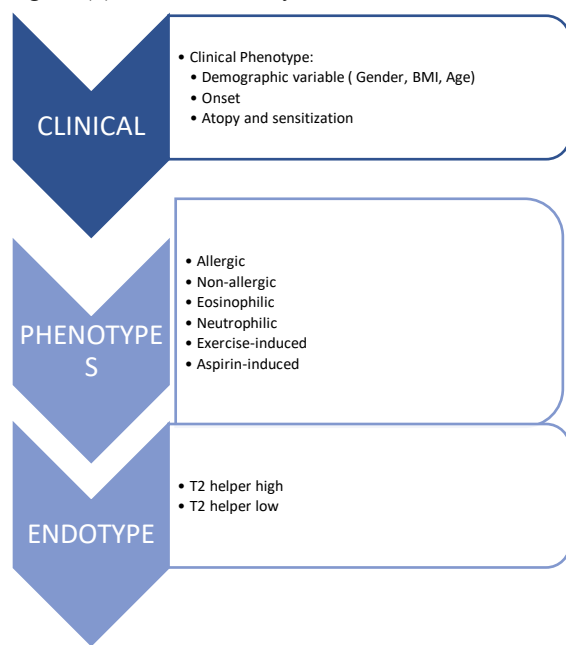 CLINICAL
• Clinical Phenotype:
• Demographic variable ( Gender, BMI, Age)
• Onset
• Atopy and sensitization
PHENOTYPE
S
• Allergic
• Non-allergic
• Eosinophilic
• Neutrophilic
• Exercise-induced
• Aspirin-induced
ENDOTYPE
• T2 helper high
• T2 helper low